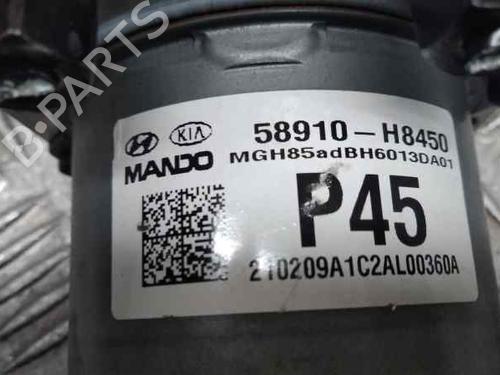 B-Parts
KIA
MANDO
58910-H8450
MGH85adBH6013DA01
P45
210209A1C2AL00360A